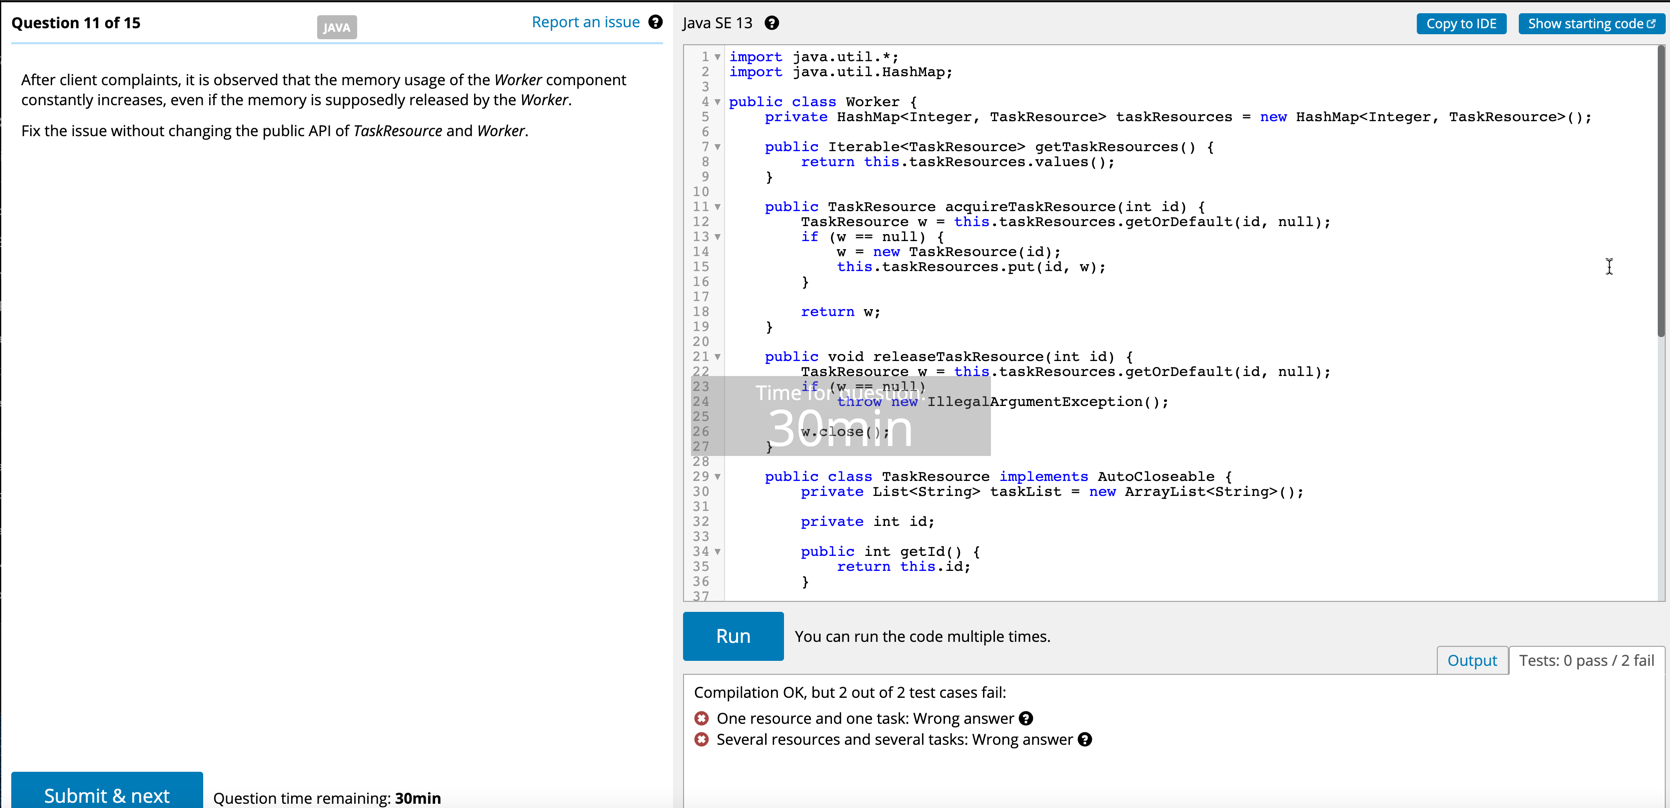 Question 11 of 15
JAVA
Report an issue ?
After client complaints, it is observed that the memory usage of the Worker component
constantly increases, even if the memory is supposedly released by the Worker.
Fix the issue without changing the public API of TaskResource and Worker.
Submit & next
Question time remaining: 30min
Java SE 13 ?
Copy to IDE
Show starting code
1 import java.util.*;
2 import java.util.HashMap;
3
4 public class Worker {
5     private HashMap<Integer, TaskResource> taskResources = new HashMap<Integer, TaskResource>();
6
7     public Iterable<TaskResource> getTaskResources() {
8         return this.taskResources.values();
9     }
10
11     public TaskResource acquireTaskResource(int id) {
12         TaskResource w = this.taskResources.getOrDefault(id, null);
13         if (w == null) {
14             w = new TaskResource(id);
15             this.taskResources.put(id, w);
16         }
17
18         return w;
19     }
20
21     public void releaseTaskResource(int id) {
22         TaskResource w = this.taskResources.getOrDefault(id, null);
23         if (w == null)
24             throw new IllegalArgumentException();
25
26         w.close();
27     }
28
29     public class TaskResource implements AutoCloseable {
30         private List<String> taskList = new ArrayList<String>();
31
32         private int id;
33
34         public int getId() {
35             return this.id;
36         }
37
Time for question:
30min
Run
You can run the code multiple times.
Output
Tests: 0 pass / 2 fail
Compilation OK, but 2 out of 2 test cases fail:
One resource and one task: Wrong answer ?
Several resources and several tasks: Wrong answer ?